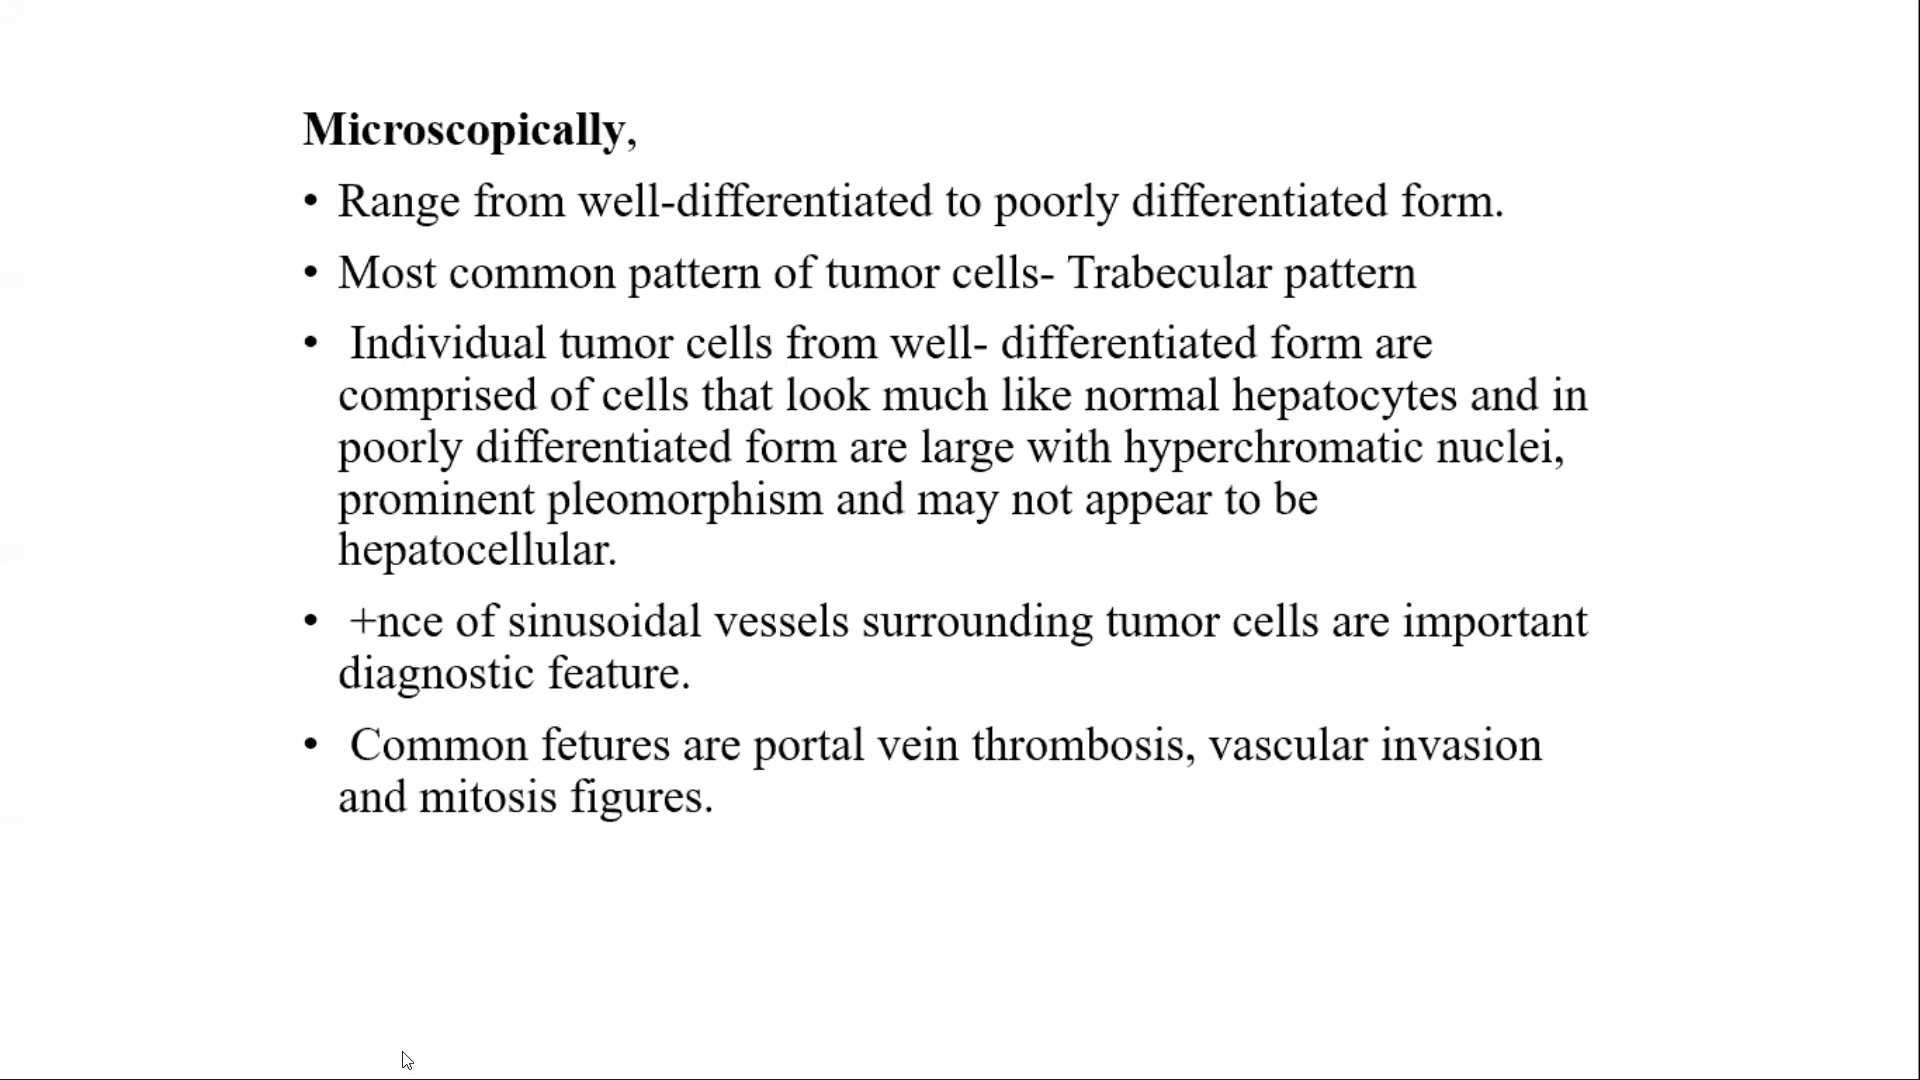 Microscopically,
• Range from well-differentiated to poorly differentiated form.
• Most common pattern of tumor cells- Trabecular pattern
• Individual tumor cells from well- differentiated form are
comprised of cells that look much like normal hepatocytes and in
poorly differentiated form are large with hyperchromatic nuclei,
prominent pleomorphism and may not appear to be
hepatocellular.
• +nce of sinusoidal vessels surrounding tumor cells are important
diagnostic feature.
• Common fetures are portal vein thrombosis, vascular invasion
and mitosis figures.